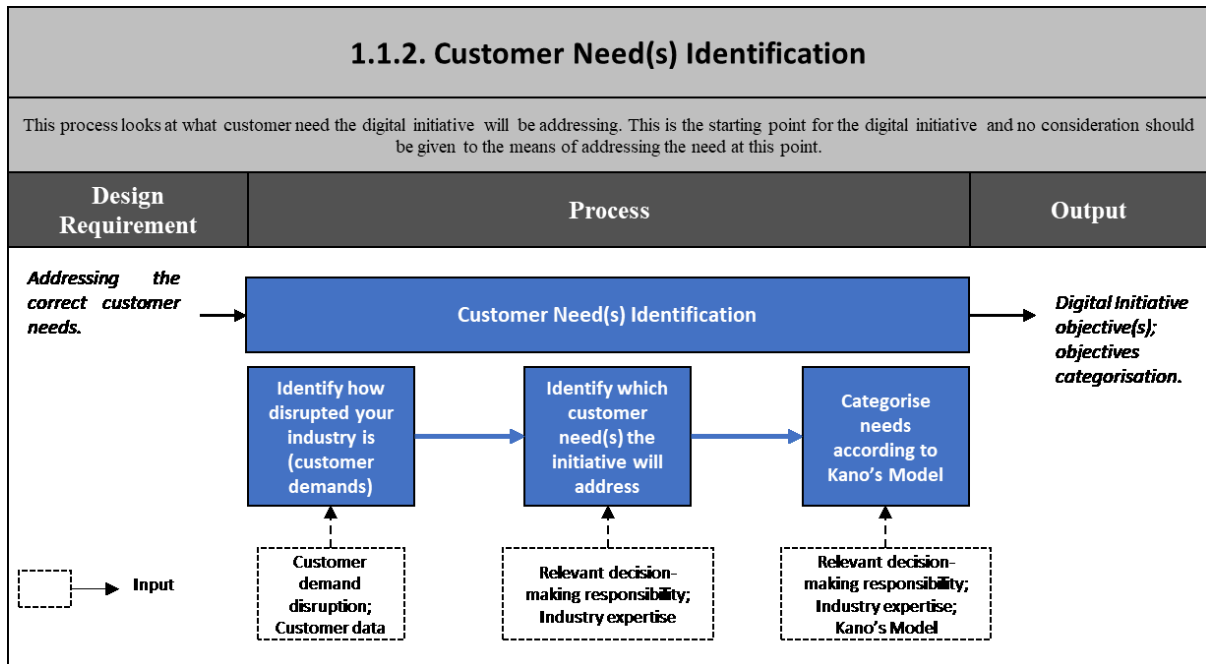 1.1.2. Customer Need(s) Identification
This process looks at what customer need the digital initiative will be addressing. This is the starting point for the digital initiative and no consideration should
be given to the means of addressing the need at this point.
Design
Requirement
Process
Output
Addressing the
correct customer
needs.
Customer Need(s) Identification
Digital Initiative
objective(s);
objectives
categorisation.
Identify how
disrupted your
industry is
(customer
demands)
Identify which
customer
need(s) the
initiative will
address
Categorise
needs
according to
Kano's Model
Input
Customer
demand
disruption;
Customer data
Relevant decision-
making responsibility;
Industry expertise
Relevant decision-
making responsibility;
Industry expertise;
Kano's Model